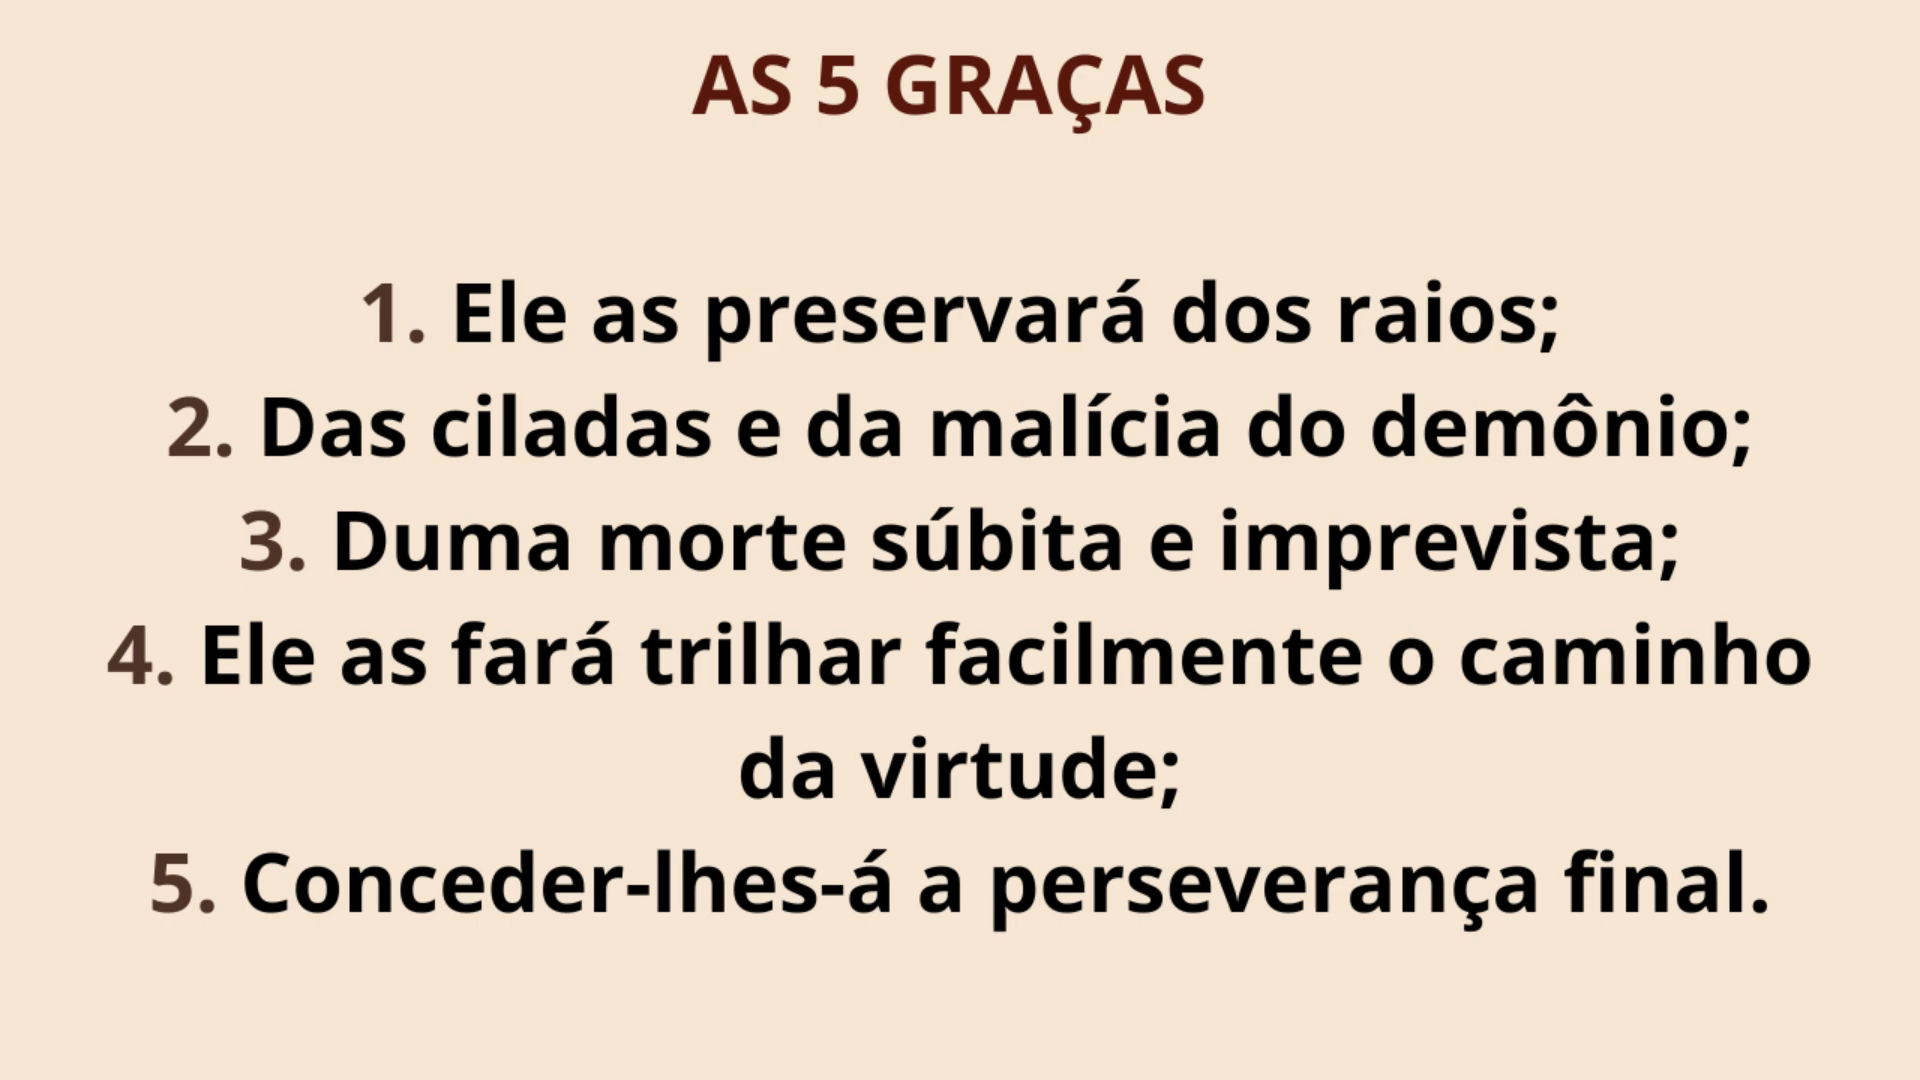 AS 5 GRAÇAS
1. Ele as preservará dos raios;
2. Das ciladas e da malícia do demônio;
3. Duma morte súbita e imprevista;
4. Ele as fará trilhar facilmente o caminho
da virtude;
5. Conceder-lhes-á a perseverança final.